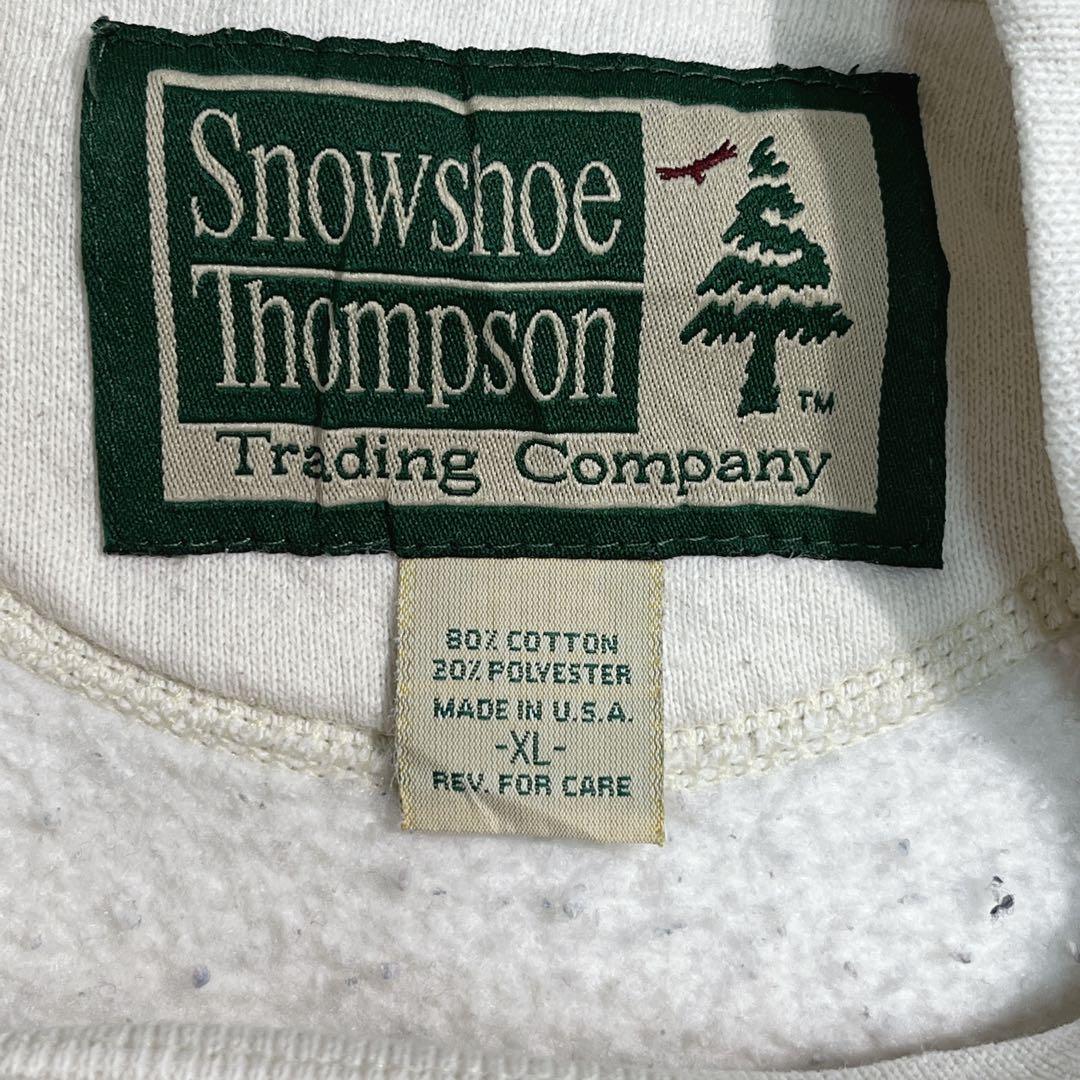 Snowshoe
Thompson
TM
Trading Company
80% COTTON
20% POLYESTER
MADE IN U.S.A.
-XL-
REV. FOR CARE